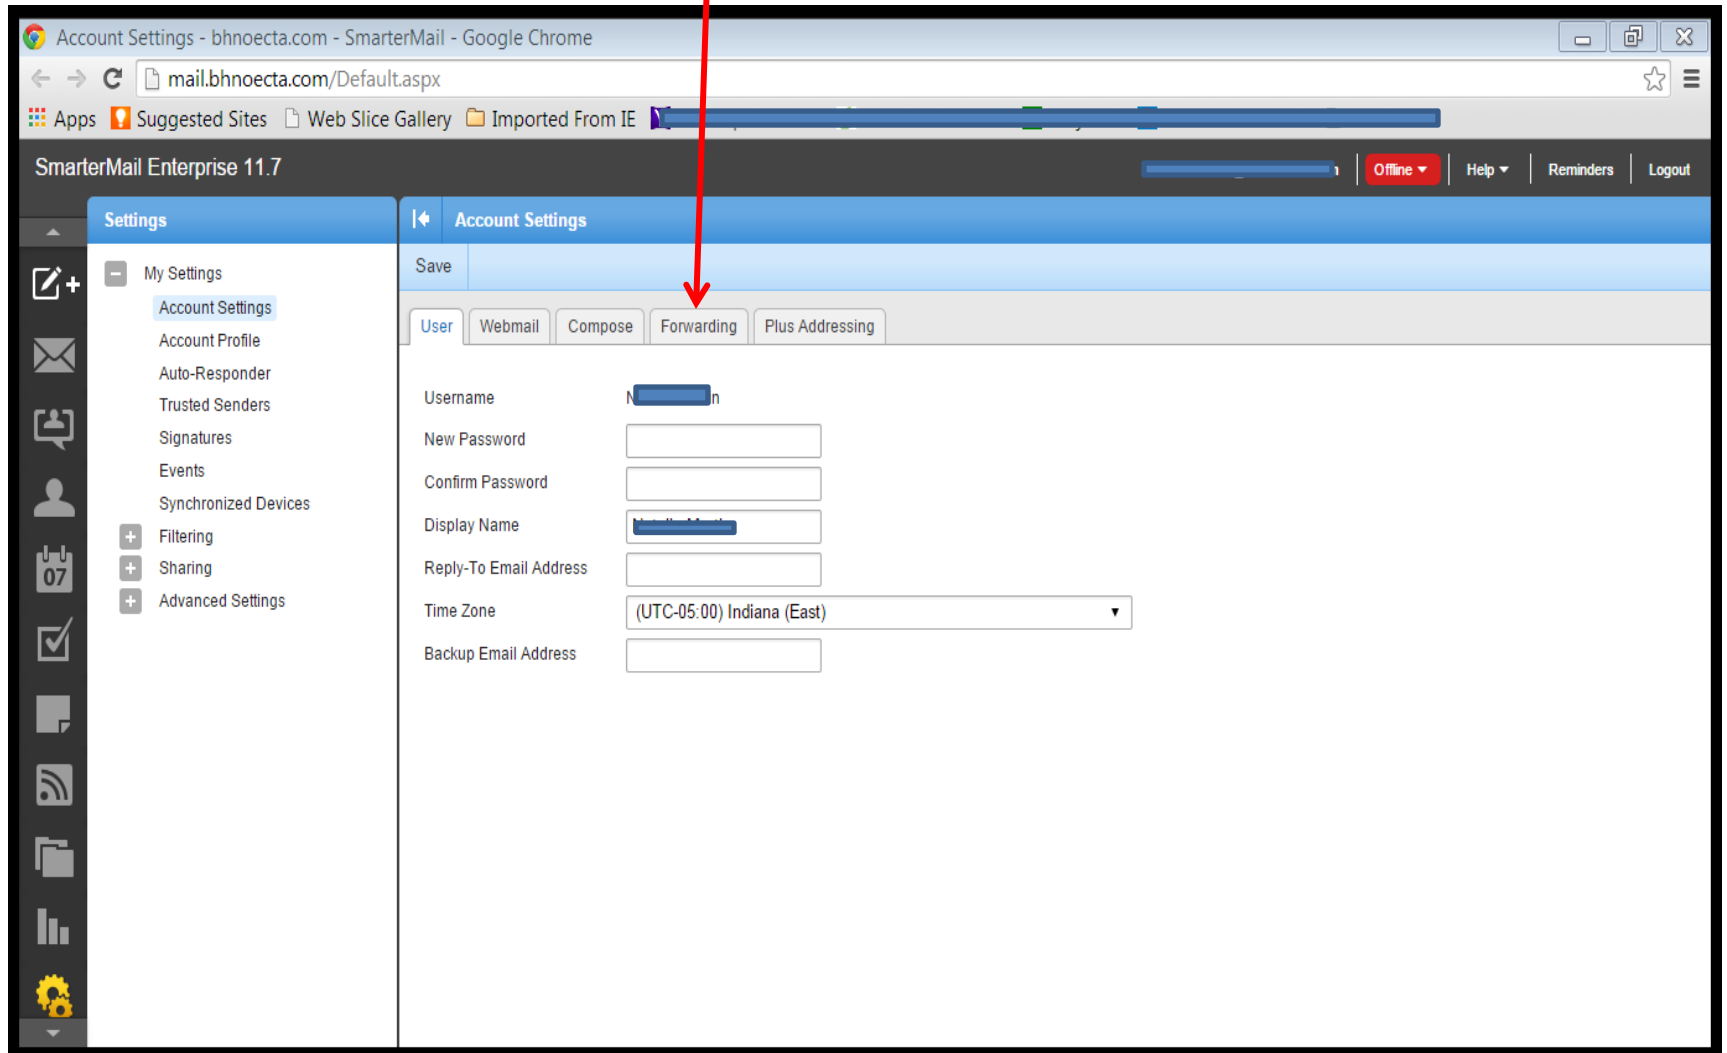 Account Settings - bhnoecta.com - SmarterMail - Google Chrome
mail.bhnoecta.com/Default.aspx
Apps Suggested Sites Web Slice Gallery Imported From IE
SmarterMail Enterprise 11.7
Offline Help Reminders Logout
Settings
Account Settings
Save
My Settings
Account Settings
Account Profile
Auto-Responder
Trusted Senders
Signatures
Events
Synchronized Devices
Filtering
Sharing
Advanced Settings
07
User Webmail Compose Forwarding Plus Addressing
Username
New Password
Confirm Password
Display Name
Reply-To Email Address
Time Zone (UTC-05:00) Indiana (East)
Backup Email Address